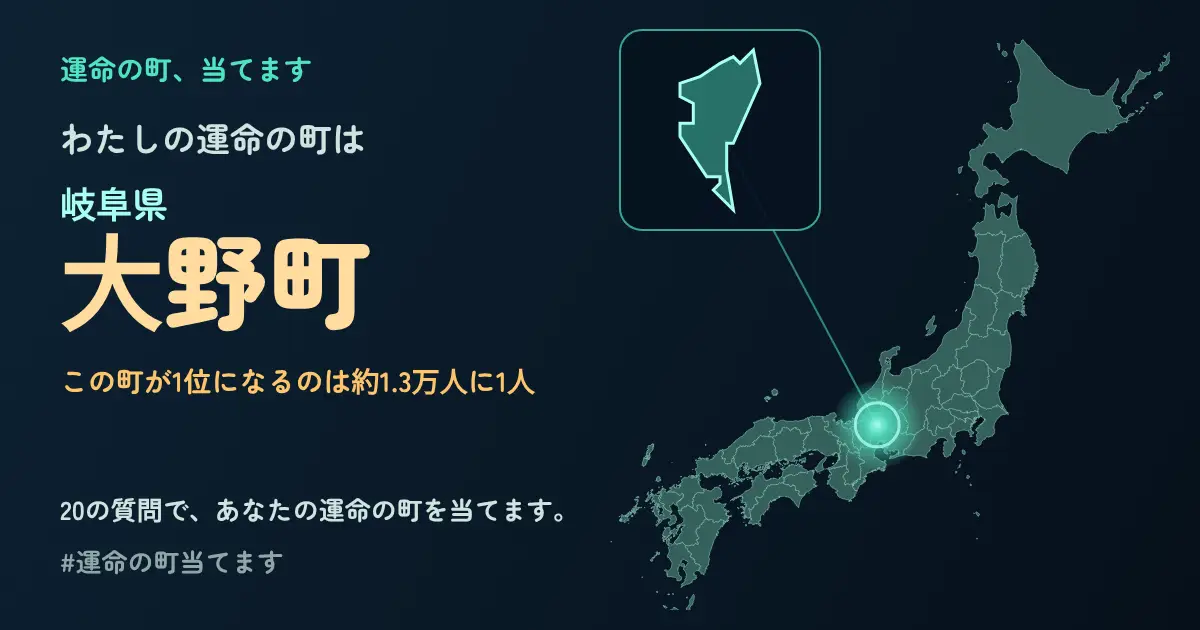 運命の町、当てます
わたしの運命の町は
岐阜県
大野町
この町が1位になるのは約1.3万人に1人
20の質問で、あなたの運命の町を当てます。
#運命の町当てます